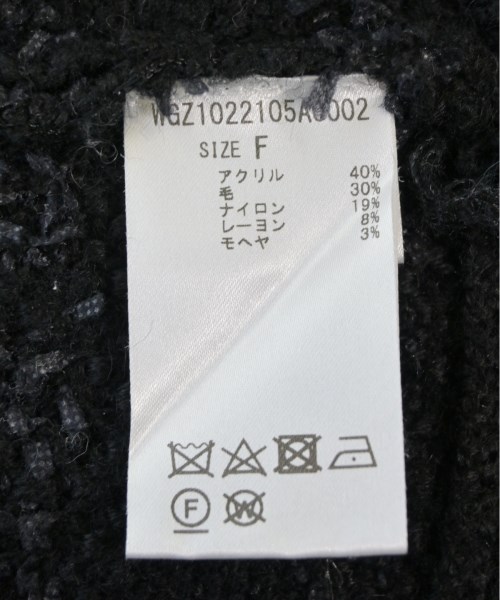 WGZ1022105A0002
SIZE F
アクリル 40%
毛 30%
ナイロン 19%
レーヨン 8%
モヘヤ 3%
F W